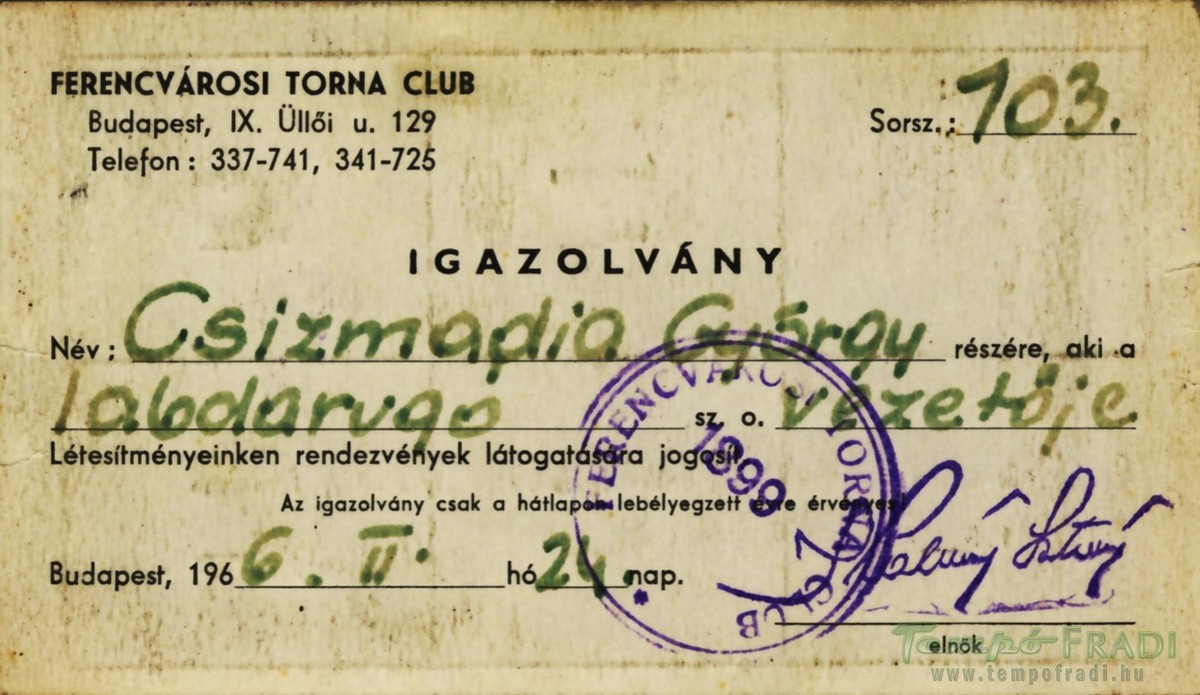 FERENCVÁROSI TORNA CLUB
Budapest, IX. Üllői u. 129
Telefon : 337-741, 341-725
Sorsz.: 103.
IGAZOLVÁNY
Név : Csizmadia György részére, aki a
labdarugó sz. o. vezetője
Létesítményeinken rendezvények látogatására jogosít
Az igazolvány csak a hátlapon lebélyegzett évre érvényes!
Budapest, 1966. II. hó 24. nap.
FERENCVÁROSI TORNA CLUB
1899
elnök
Tempó FRADI
www.tempofradi.hu